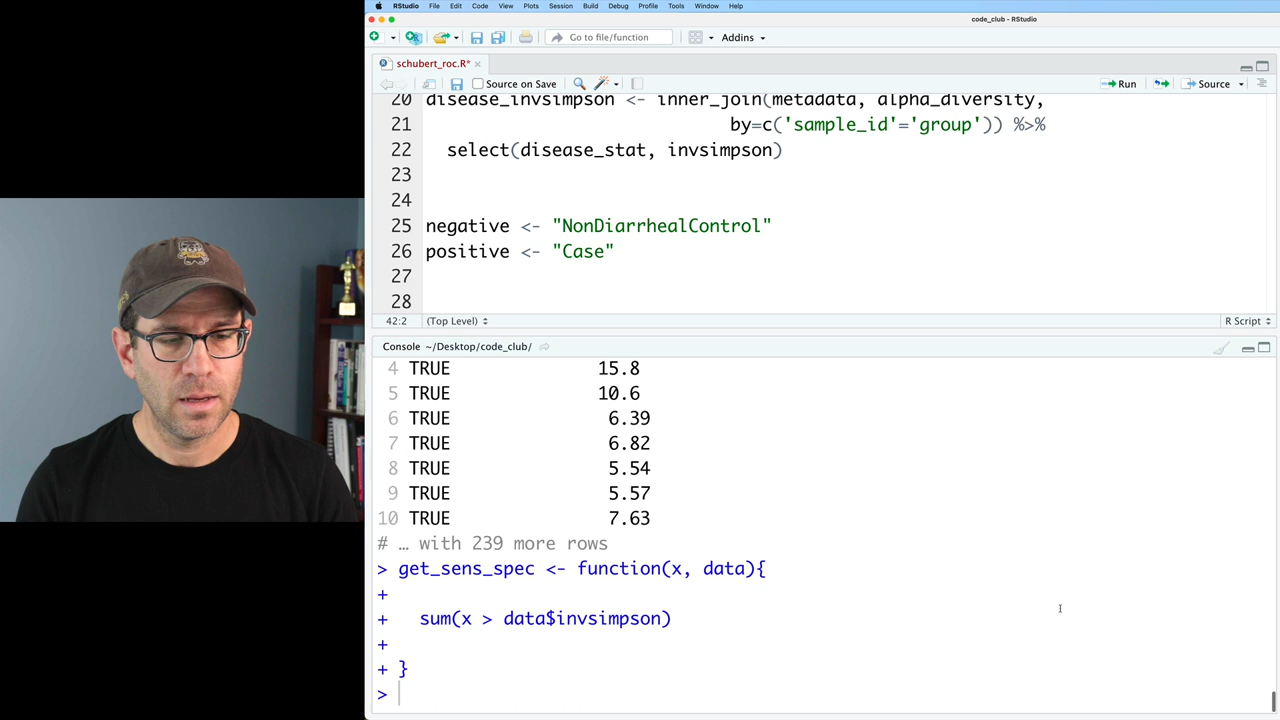 RStudio File Edit Code View Plots Session Build Debug Profile Tools Window Help
code_club - RStudio
Go to file/function Addins
schubert_roc.R*
Source on Save Run Source
20 disease_invsimpson <- inner_join(metadata, alpha_diversity,
21 by=c('sample_id'='group')) %>%
22 select(disease_stat, invsimpson)
23
24
25 negative <- "NonDiarrhealControl"
26 positive <- "Case"
27
28
42:2 (Top Level) R Script
Console ~/Desktop/code_club/
4 TRUE 15.8
5 TRUE 10.6
6 TRUE 6.39
7 TRUE 6.82
8 TRUE 5.54
9 TRUE 5.57
10 TRUE 7.63
# … with 239 more rows
> get_sens_spec <- function(x, data){
+
+ sum(x > data$invsimpson)
+
+ }
>